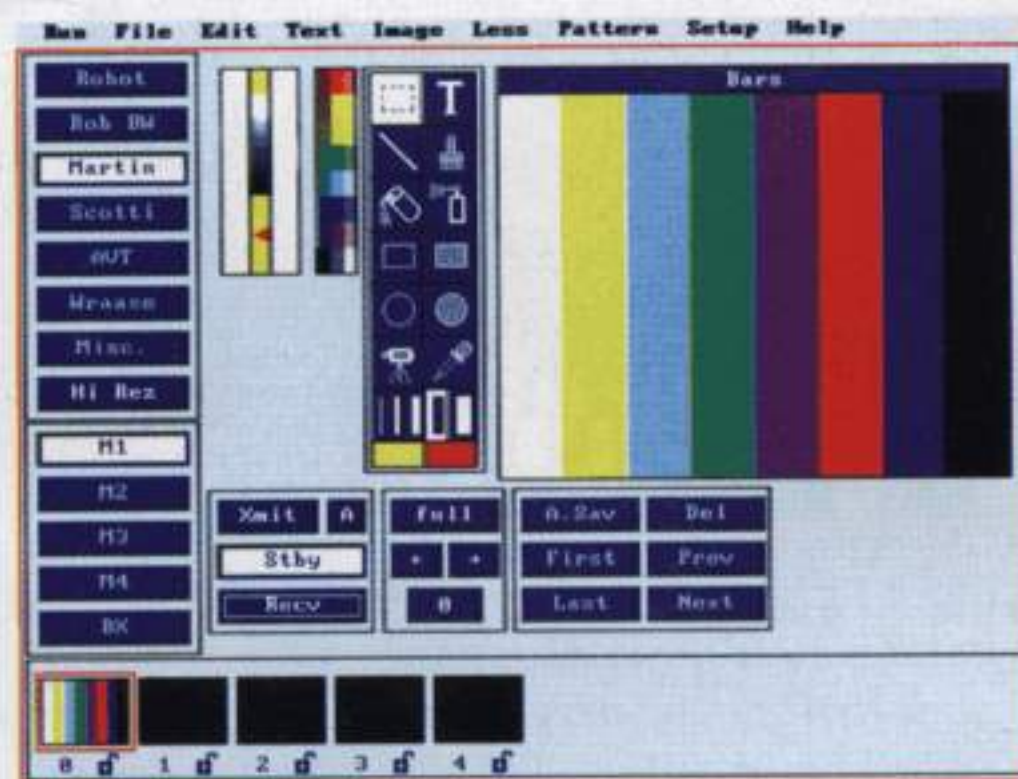 Run File Edit Text Image Less Pattern Setup Help
Robot
Rob BW
Martin
Scotti
AVT
Wraase
Misc.
Hi Rez
T
Bars
M1
M2
M3
M4
BX
Xmit A
Stby
Recv
full
0
A.Sav Del
First Prev
Last Next
0 1 2 3 4